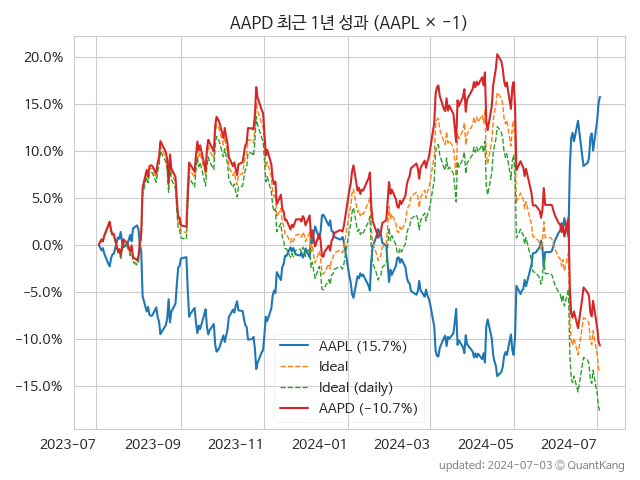 AAPD 최근 1년 성과 (AAPL × −1)
20.0%
15.0%
10.0%
5.0%
0.0%
−5.0%
−10.0%
−15.0%
AAPL (15.7%)
Ideal
Ideal (daily)
AAPD (−10.7%)
2023-07
2023-09
2023-11
2024-01
2024-03
2024-05
2024-07
updated: 2024-07-03 © QuantKang